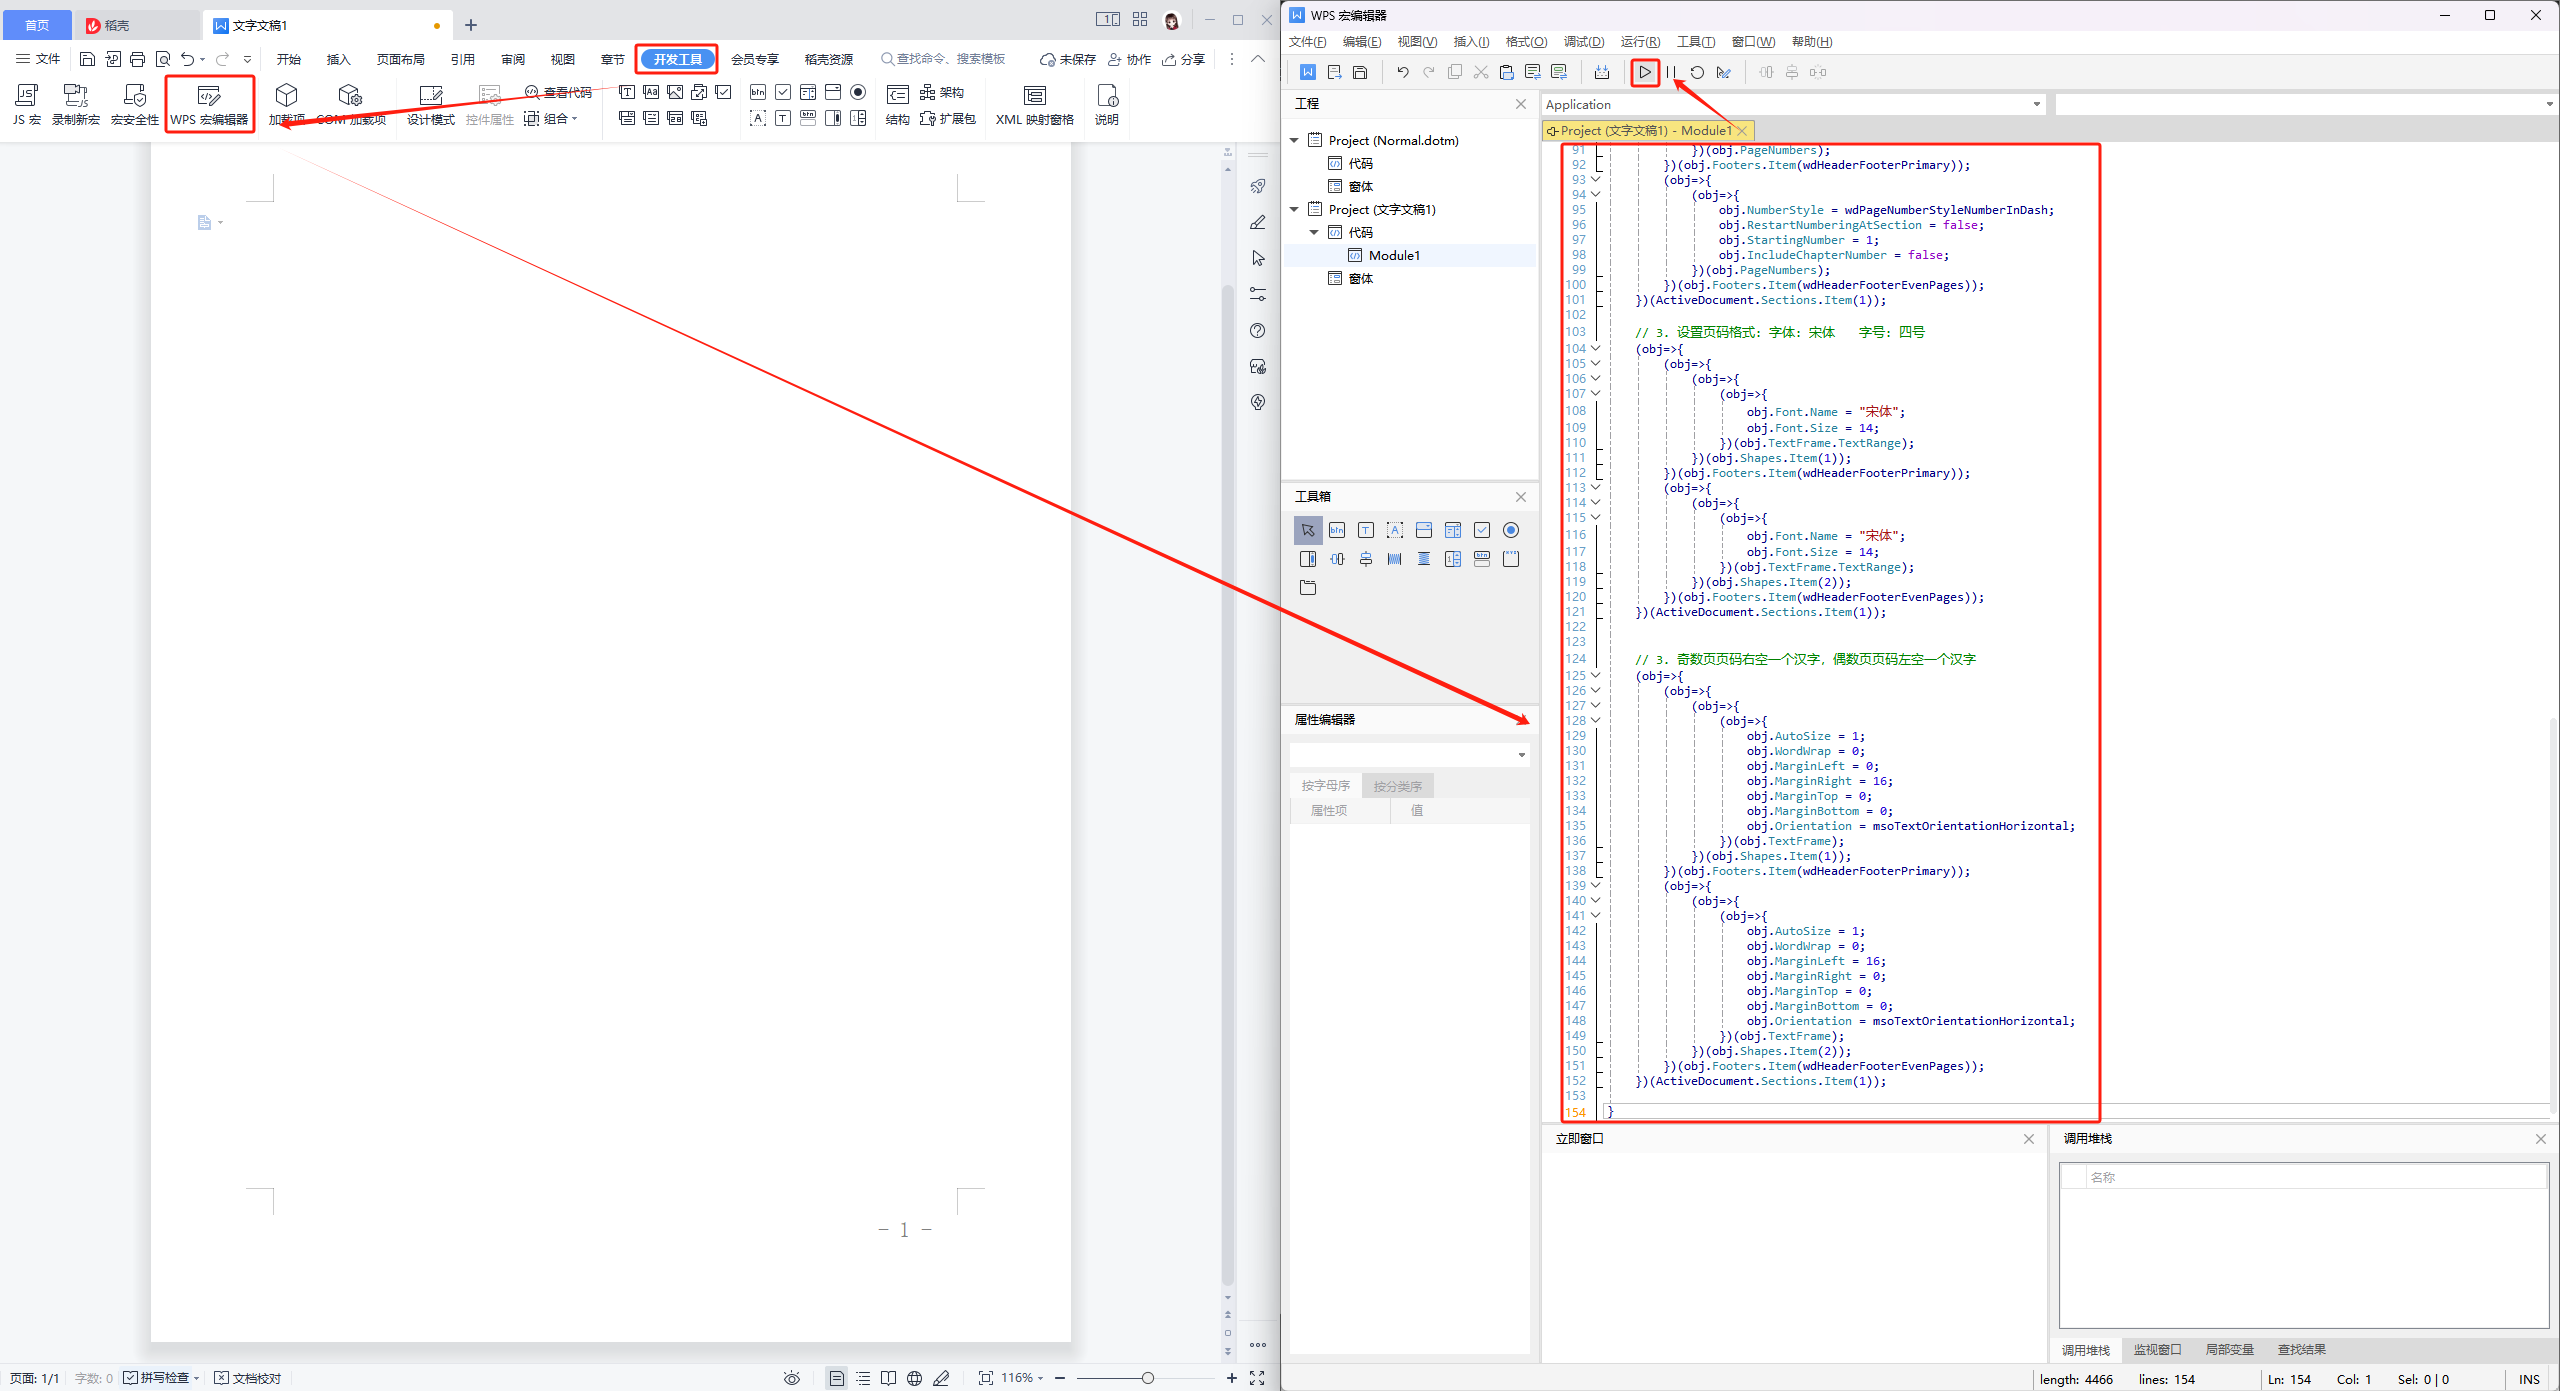 首页 稻壳 文字文稿1
文件 开始 插入 页面布局 引用 审阅 视图 章节 开发工具 会员专享 稻壳资源 查找命令、搜索模板 未保存 协作 分享
查看代码 架构
JS 宏 录制新宏 宏安全性 WPS 宏编辑器 加载项 COM 加载项 设计模式 控件属性 组合 结构 扩展包 XML 映射窗格 说明
- 1 -
页面: 1/1 字数: 0 拼写检查 文档校对 116%
WPS 宏编辑器
文件(F) 编辑(E) 视图(V) 插入(I) 格式(O) 调试(D) 运行(R) 工具(T) 窗口(W) 帮助(H)
工程
Project (Normal.dotm)
代码
窗体
Project (文字文稿1)
代码
Module1
窗体
工具箱
属性编辑器
按字母序 按分类序
属性项 值
Application
Project (文字文稿1) - Module1
91 })(obj.PageNumbers);
92 })(obj.Footers.Item(wdHeaderFooterPrimary));
93 (obj=>{
94 (obj=>{
95 obj.NumberStyle = wdPageNumberStyleNumberInDash;
96 obj.RestartNumberingAtSection = false;
97 obj.StartingNumber = 1;
98 obj.IncludeChapterNumber = false;
99 })(obj.PageNumbers);
100 })(obj.Footers.Item(wdHeaderFooterEvenPages));
101 })(ActiveDocument.Sections.Item(1));
102
103 // 3. 设置页码格式: 字体: 宋体 字号: 四号
104 (obj=>{
105 (obj=>{
106 (obj=>{
107 (obj=>{
108 obj.Font.Name = "宋体";
109 obj.Font.Size = 14;
110 })(obj.TextFrame.TextRange);
111 })(obj.Shapes.Item(1));
112 })(obj.Footers.Item(wdHeaderFooterPrimary));
113 (obj=>{
114 (obj=>{
115 (obj=>{
116 obj.Font.Name = "宋体";
117 obj.Font.Size = 14;
118 })(obj.TextFrame.TextRange);
119 })(obj.Shapes.Item(2));
120 })(obj.Footers.Item(wdHeaderFooterEvenPages));
121 })(ActiveDocument.Sections.Item(1));
122
123
124 // 3. 奇数页页码右空一个汉字, 偶数页页码左空一个汉字
125 (obj=>{
126 (obj=>{
127 (obj=>{
128 (obj=>{
129 obj.AutoSize = 1;
130 obj.WordWrap = 0;
131 obj.MarginLeft = 0;
132 obj.MarginRight = 16;
133 obj.MarginTop = 0;
134 obj.MarginBottom = 0;
135 obj.Orientation = msoTextOrientationHorizontal;
136 })(obj.TextFrame);
137 })(obj.Shapes.Item(1));
138 })(obj.Footers.Item(wdHeaderFooterPrimary));
139 (obj=>{
140 (obj=>{
141 (obj=>{
142 obj.AutoSize = 1;
143 obj.WordWrap = 0;
144 obj.MarginLeft = 16;
145 obj.MarginRight = 0;
146 obj.MarginTop = 0;
147 obj.MarginBottom = 0;
148 obj.Orientation = msoTextOrientationHorizontal;
149 })(obj.TextFrame);
150 })(obj.Shapes.Item(2));
151 })(obj.Footers.Item(wdHeaderFooterEvenPages));
152 })(ActiveDocument.Sections.Item(1));
153
154 }
立即窗口
调用堆栈
名称
调用堆栈 监视窗口 局部变量 查找结果
length: 4466 lines: 154 Ln: 154 Col: 1 Sel: 0 | 0 INS